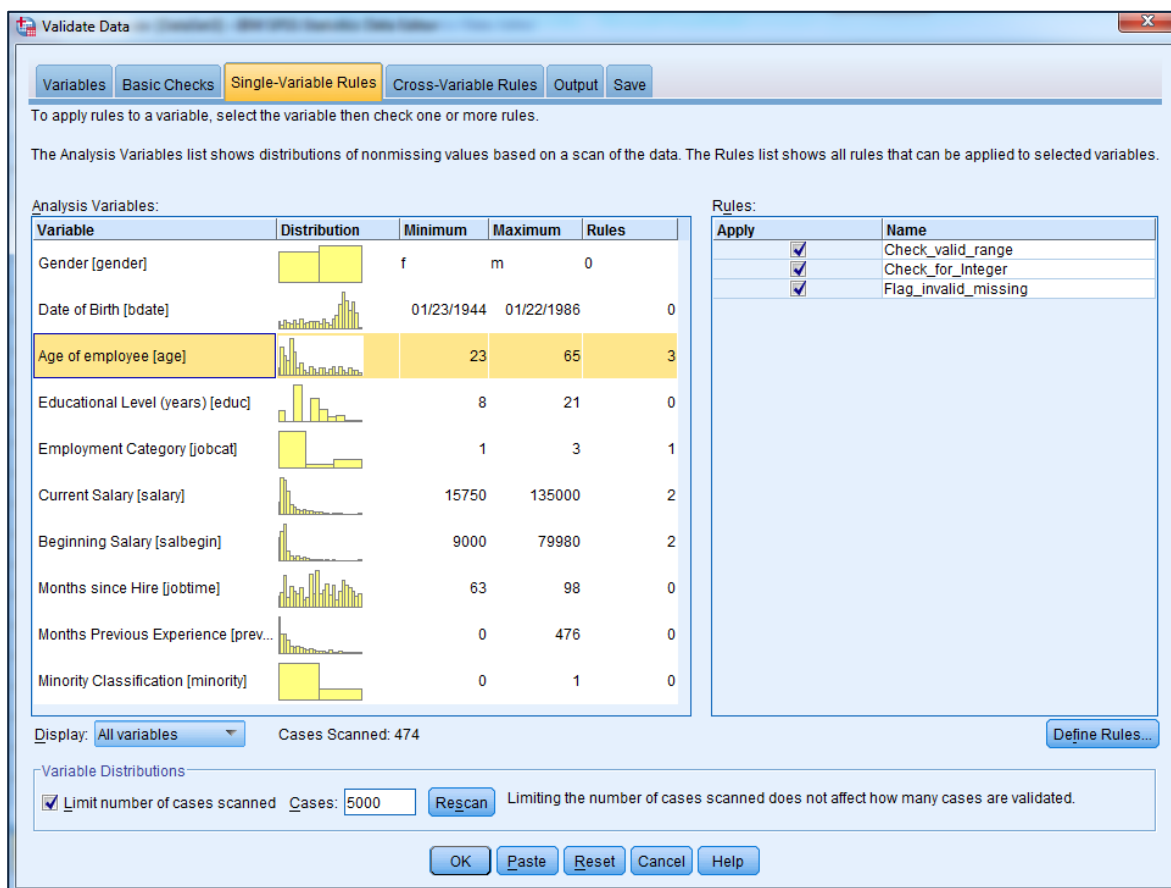 Validate Data
Variables Basic Checks Single-Variable Rules Cross-Variable Rules Output Save
To apply rules to a variable, select the variable then check one or more rules.
The Analysis Variables list shows distributions of nonmissing values based on a scan of the data. The Rules list shows all rules that can be applied to selected variables.
Analysis Variables:
Variable Distribution Minimum Maximum Rules
Gender [gender] f m 0
Date of Birth [bdate] 01/23/1944 01/22/1986 0
Age of employee [age] 23 65 3
Educational Level (years) [educ] 8 21 0
Employment Category [jobcat] 1 3 1
Current Salary [salary] 15750 135000 2
Beginning Salary [salbegin] 9000 79980 2
Months since Hire [jobtime] 63 98 0
Months Previous Experience [prev... 0 476 0
Minority Classification [minority] 0 1 0
Rules:
Apply Name
Check_valid_range
Check_for_Integer
Flag_invalid_missing
Display: All variables Cases Scanned: 474
Define Rules...
Variable Distributions
Limit number of cases scanned Cases: 5000 Rescan Limiting the number of cases scanned does not affect how many cases are validated.
OK Paste Reset Cancel Help